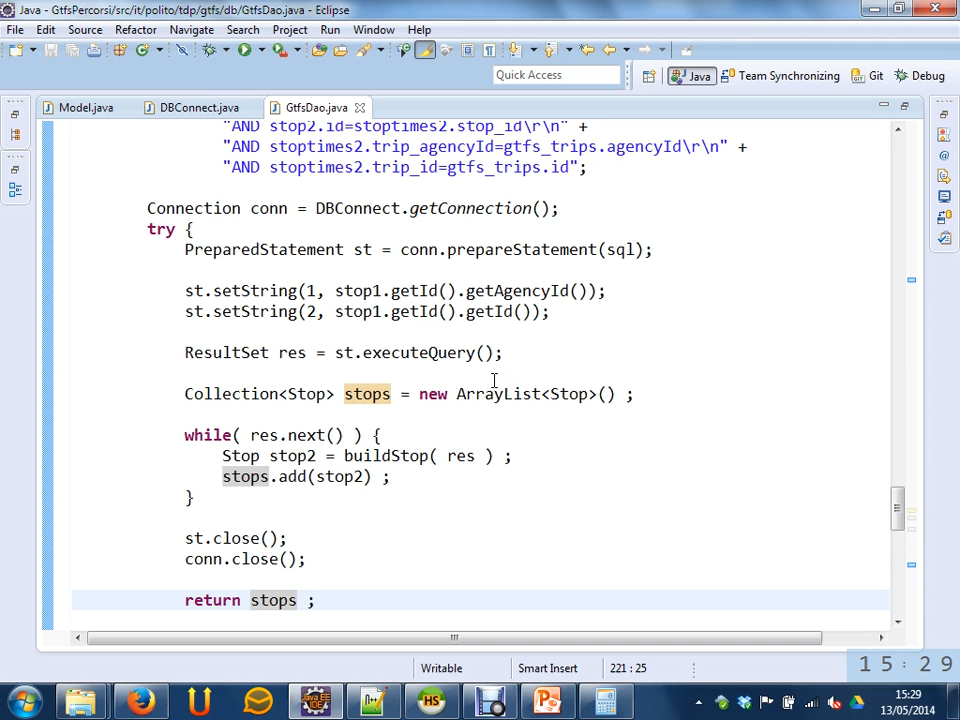 Java - GtfsPercorsi/src/it/polito/tdp/gtfs/db/GtfsDao.java - Eclipse
File Edit Source Refactor Navigate Search Project Run Window Help
Quick Access
Java
Team Synchronizing
Git
Debug
Model.java
DBConnect.java
GtfsDao.java
"AND stop2.id=stoptimes2.stop_id\r\n" +
"AND stoptimes2.trip_agencyId=gtfs_trips.agencyId\r\n" +
"AND stoptimes2.trip_id=gtfs_trips.id";
Connection conn = DBConnect.getConnection();
try {
PreparedStatement st = conn.prepareStatement(sql);
st.setString(1, stop1.getId().getAgencyId());
st.setString(2, stop1.getId().getId());
ResultSet res = st.executeQuery();
Collection<Stop> stops = new ArrayList<Stop>() ;
while( res.next() ) {
Stop stop2 = buildStop( res ) ;
stops.add(stop2) ;
}
st.close();
conn.close();
return stops ;
Writable
Smart Insert
221 : 25
15:29
Java EE
IDE
HS
15:29
13/05/2014